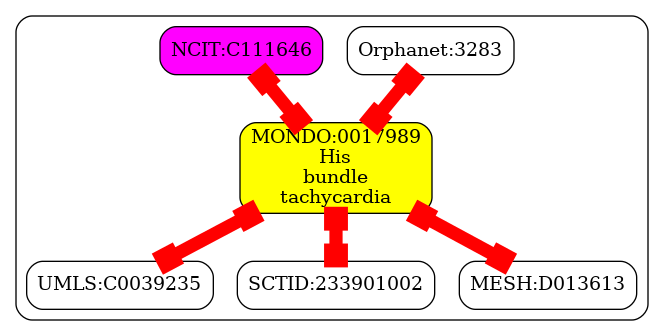 NCIT:C111646
Orphanet:3283
MONDO:0017989
His
bundle
tachycardia
UMLS:C0039235
SCTID:233901002
MESH:D013613